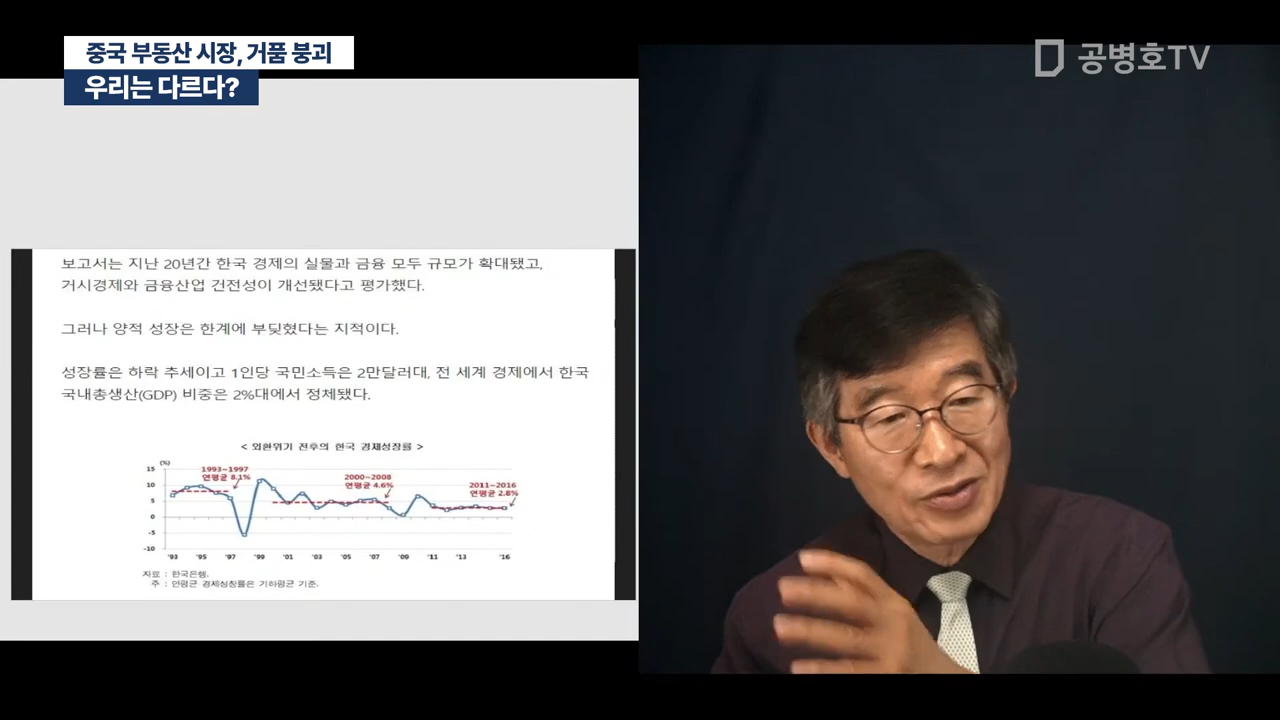 중국 부동산 시장, 거품 붕괴
우리는 다르다?
공병호TV
보고서는 지난 20년간 한국 경제의 실물과 금융 모두 규모가 확대됐고,
거시경제와 금융산업 건전성이 개선됐다고 평가했다.
그러나 양적 성장은 한계에 부딪혔다는 지적이다.
성장률은 하락 추세이고 1인당 국민소득은 2만달러대, 전 세계 경제에서 한국
국내총생산(GDP) 비중은 2%대에서 정체됐다.
< 외환위기 전후의 한국 경제성장률 >
(%)
15
10
5
0
-5
-10
1993~1997
연평균 8.1%
2000~2008
연평균 4.6%
2011~2016
연평균 2.8%
'93 '95 '97 '99 '01 '03 '05 '07 '09 '11 '13 '16
자료 : 한국은행.
주 : 연평균 경제성장률은 기하평균 기준.